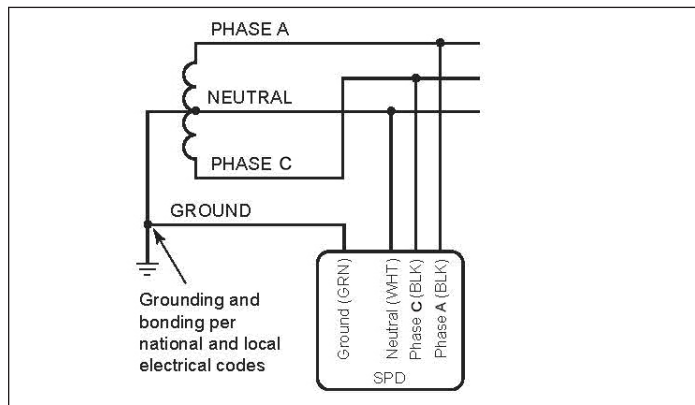 PHASE A
NEUTRAL
PHASE C
GROUND
Grounding and
bonding per
national and local
electrical codes
Ground (GRN)
Neutral (WHT)
Phase C (BLK)
Phase A (BLK)
SPD